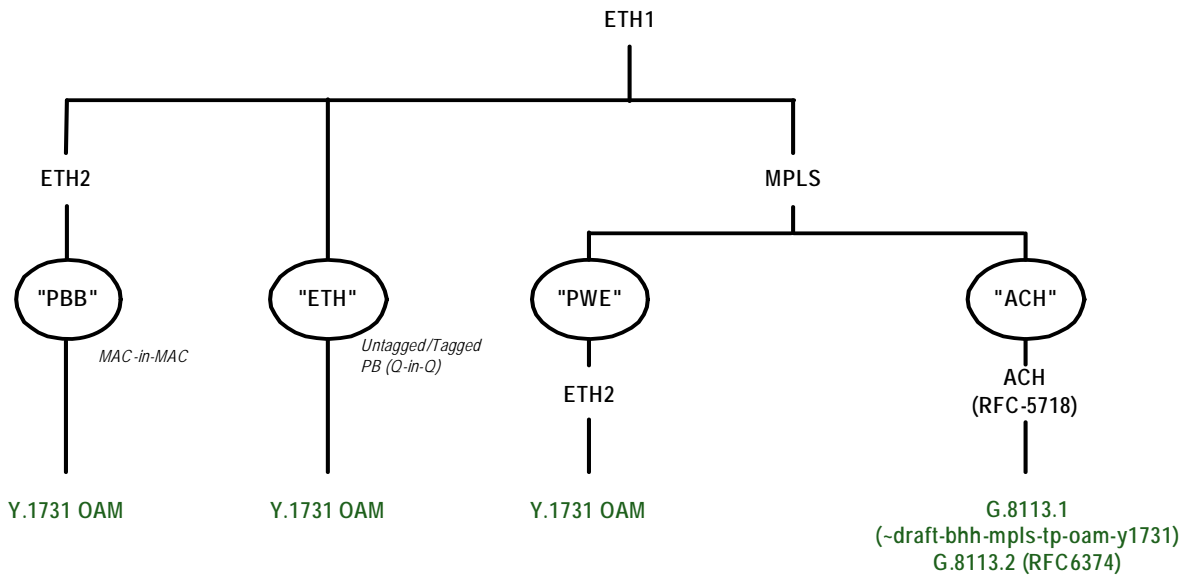 ETH1
ETH2
MPLS
"PBB"
"ETH"
"PWE"
"ACH"
MAC-in-MAC
Untagged/Tagged
PB (Q-in-Q)
ETH2
ACH
(RFC-5718)
Y.1731 OAM
Y.1731 OAM
Y.1731 OAM
G.8113.1
(~draft-bhh-mpls-tp-oam-y1731)
G.8113.2 (RFC6374)